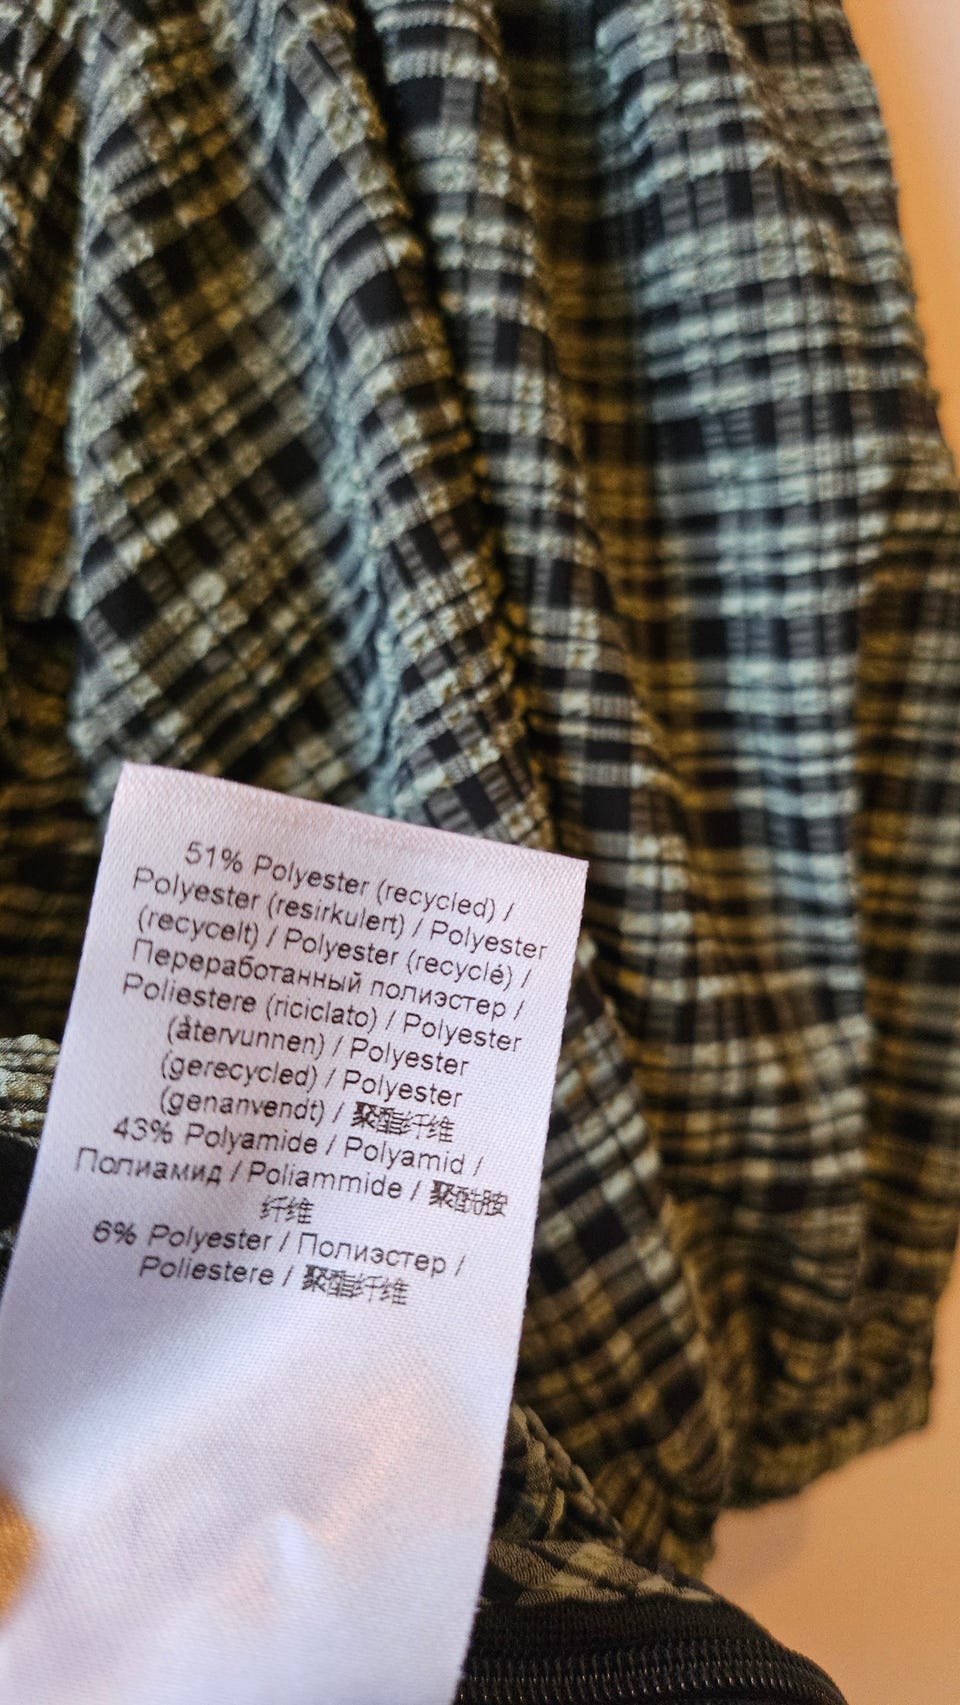 51% Polyester (recycled) /
Polyester (resirkulert) / Polyester
(recycelt) / Polyester (recyclé) /
Переработанный полиэстер /
Poliestere (riciclato) / Polyester
(återvunnen) / Polyester
(gerecycled) / Polyester
(genanvendt) / 聚酯纤维
43% Polyamide / Polyamid /
Полиамид / Poliammide / 聚酰胺
纤维
6% Polyester / Полиэстер /
Poliestere / 聚酯纤维